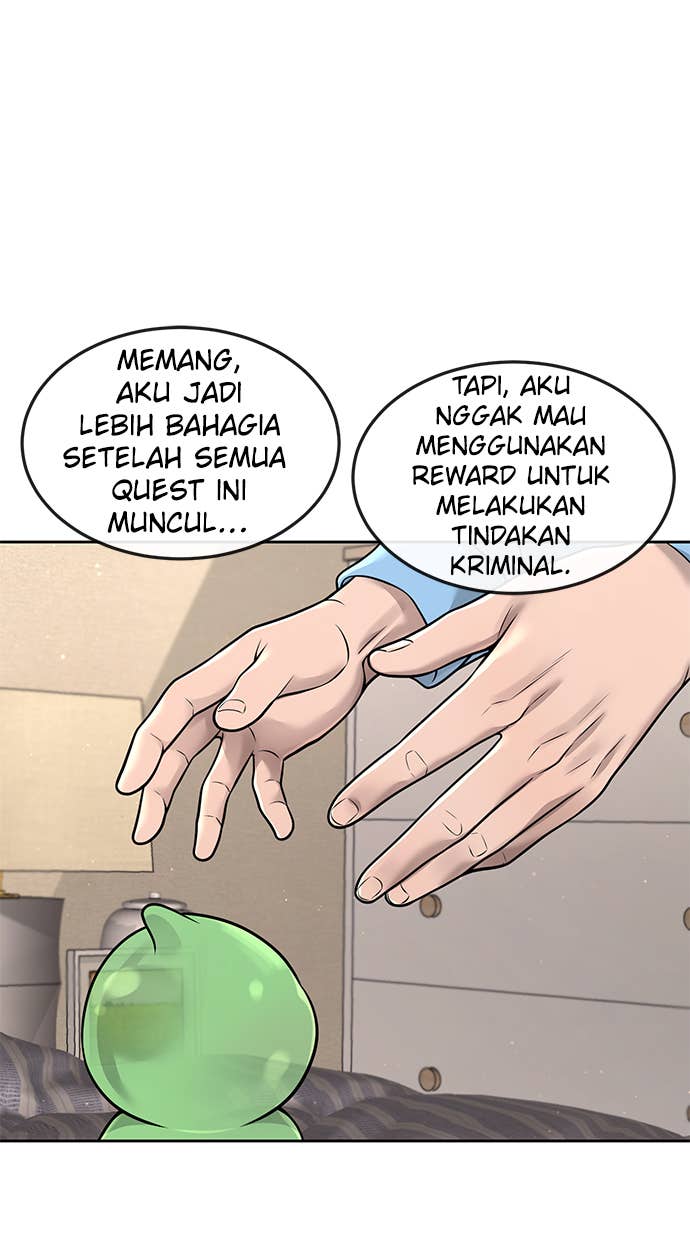 MEMANG,
AKU JADI
LEBIH BAHAGIA
SETELAH SEMUA
QUEST INI
MUNCUL...
TAPI, AKU
NGGAK MAU
MENGGUNAKAN
REWARD UNTUK
MELAKUKAN
TINDAKAN
KRIMINAL.